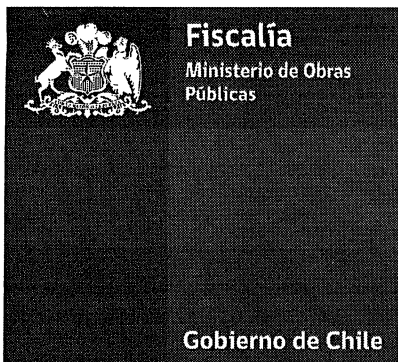 Fiscalía
Ministerio de Obras
Públicas
Gobierno de Chile